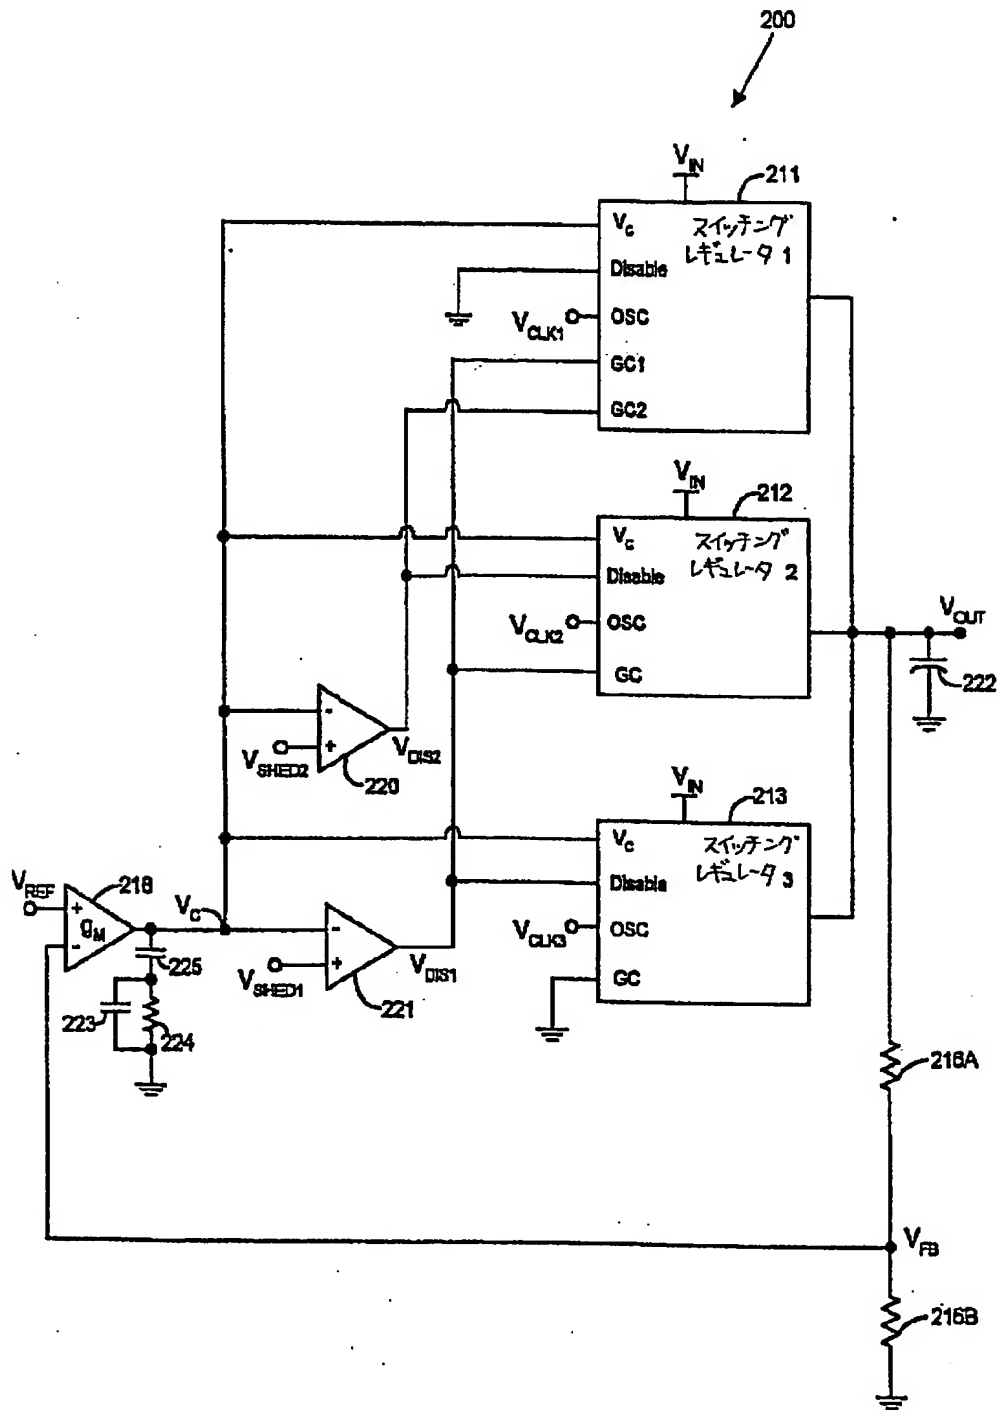 200
V_IN
211
V_C
スイッチング
レギュレータ 1
Disable
V_CLK1
OSC
GC1
GC2
V_IN
212
V_C
スイッチング
レギュレータ 2
Disable
V_CLK2
OSC
GC
V_OUT
222
V_SHED2
-
+
V_DIS2
220
V_IN
213
V_C
スイッチング
レギュレータ 3
Disable
V_CLK3
OSC
GC
V_REF
218
+
-
g_M
V_C
225
223
224
V_SHED1
-
+
V_DIS1
221
216A
V_FB
216B